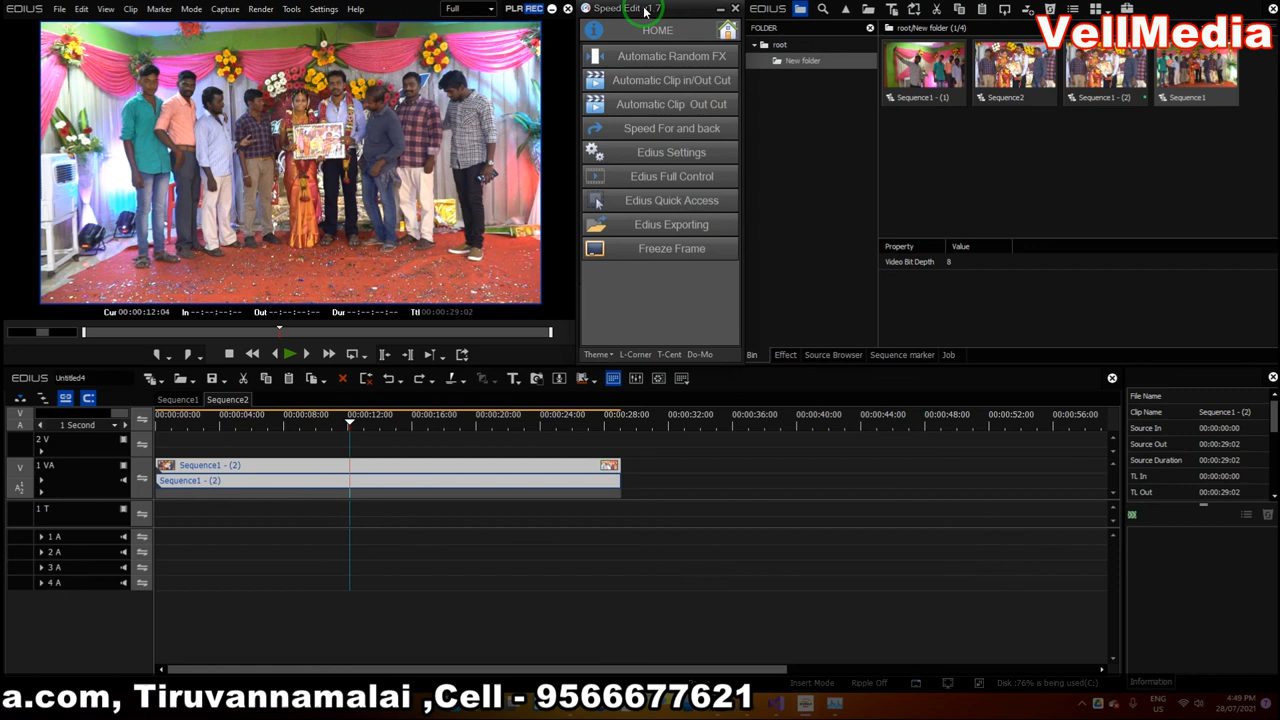 EDIUS File Edit View Clip Marker Mode Capture Render Tools Settings Help Full PLR REC
Speed Edit v1.7
HOME
Automatic Random FX
Automatic Clip in/Out Cut
Automatic Clip Out Cut
Speed For and back
Edius Settings
Edius Full Control
Edius Quick Access
Edius Exporting
Freeze Frame
Theme L-Corner T-Cent Do-Mo
EDIUS
VellMedia
FOLDER
root
New folder
root/New folder (1/4)
Sequence1 - (1) Sequence2 Sequence1 - (2) Sequence1
Property Value
Video Bit Depth 8
Bin Effect Source Browser Sequence marker Job
Cur 00:00:12:04 In --:--:--:-- Out --:--:--:-- Dur --:--:--:-- Ttl 00:00:29:02
EDIUS Untitled4
Sequence1 Sequence2
V
A
1 Second
00:00:00:00 00:00:04:00 00:00:08:00 00:00:12:00 00:00:16:00 00:00:20:00 00:00:24:00 00:00:28:00 00:00:32:00 00:00:36:00 00:00:40:00 00:00:44:00 00:00:48:00 00:00:52:00 00:00:56:00
2 V
V 1 VA Sequence1 - (2)
A Sequence1 - (2)
1 T
1 A
2 A
3 A
4 A
File Name
Clip Name Sequence1 - (2)
Source In 00:00:00:00
Source Out 00:00:29:02
Source Duration 00:00:29:02
TL In 00:00:00:00
TL Out 00:00:29:02
Information
Insert Mode Ripple Off Disk :76% is being used(C:)
a.com, Tiruvannamalai ,Cell - 9566677621
ENG
US
4:49 PM
28/07/2021